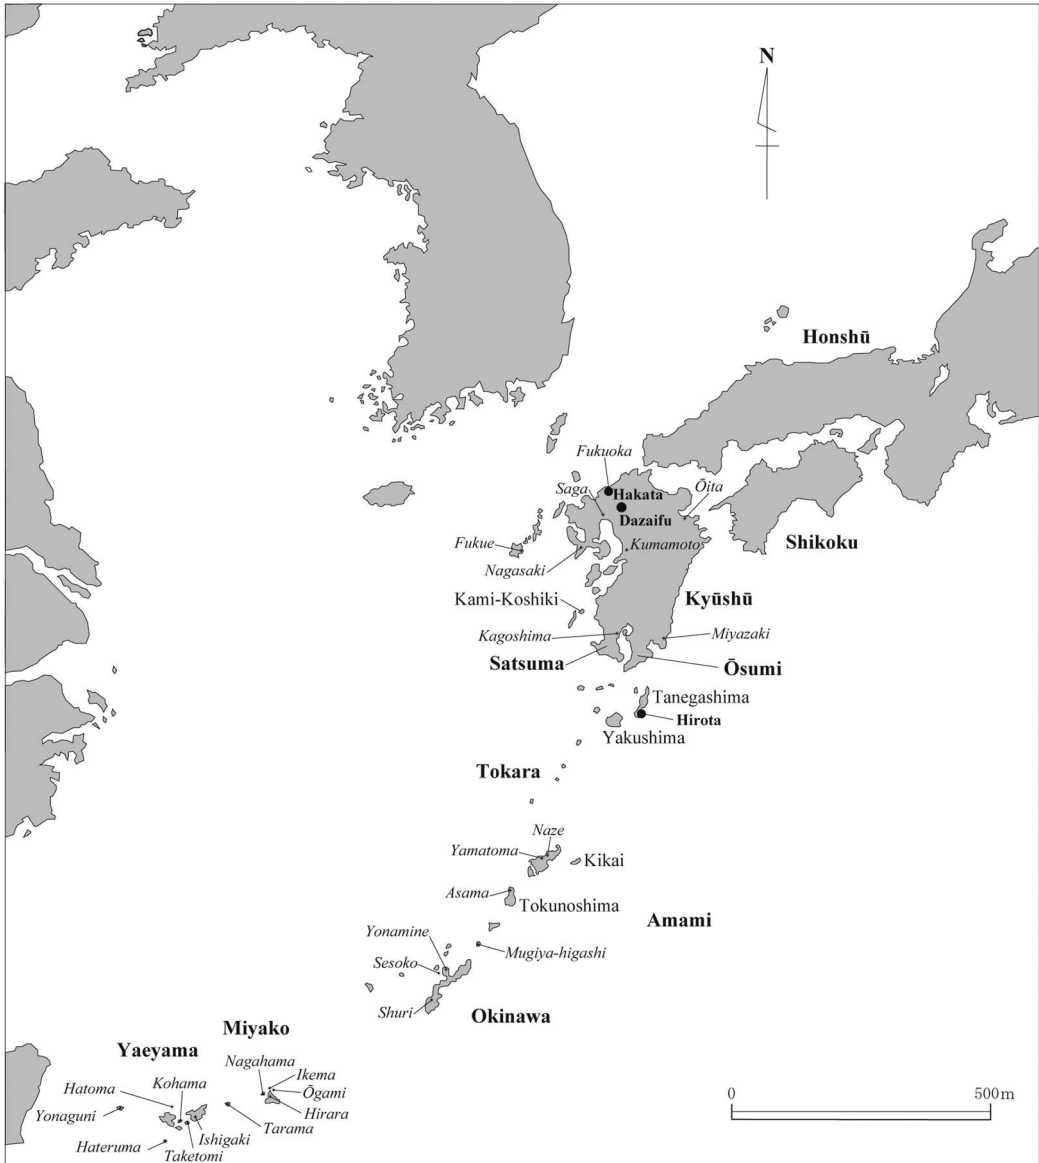 N
Honshū
Fukuoka
Saga
Hakata
Ōita
Dazaifu
Fukue
Kumamoto
Shikoku
Nagasaki
Kami-Koshiki
Kyūshū
Kagoshima
Miyazaki
Satsuma
Ōsumi
Tanegashima
Hirota
Yakushima
Tokara
Naze
Yamatoma
Kikai
Asama
Tokunoshima
Amami
Yonamine
Mugiya-higashi
Sesoko
Shuri
Okinawa
Miyako
Yaeyama
Nagahama
Ikema
Hatoma
Kohama
Ōgami
Yonaguni
Hirara
Tarama
Ishigaki
Hateruma
Taketomi
0
500m